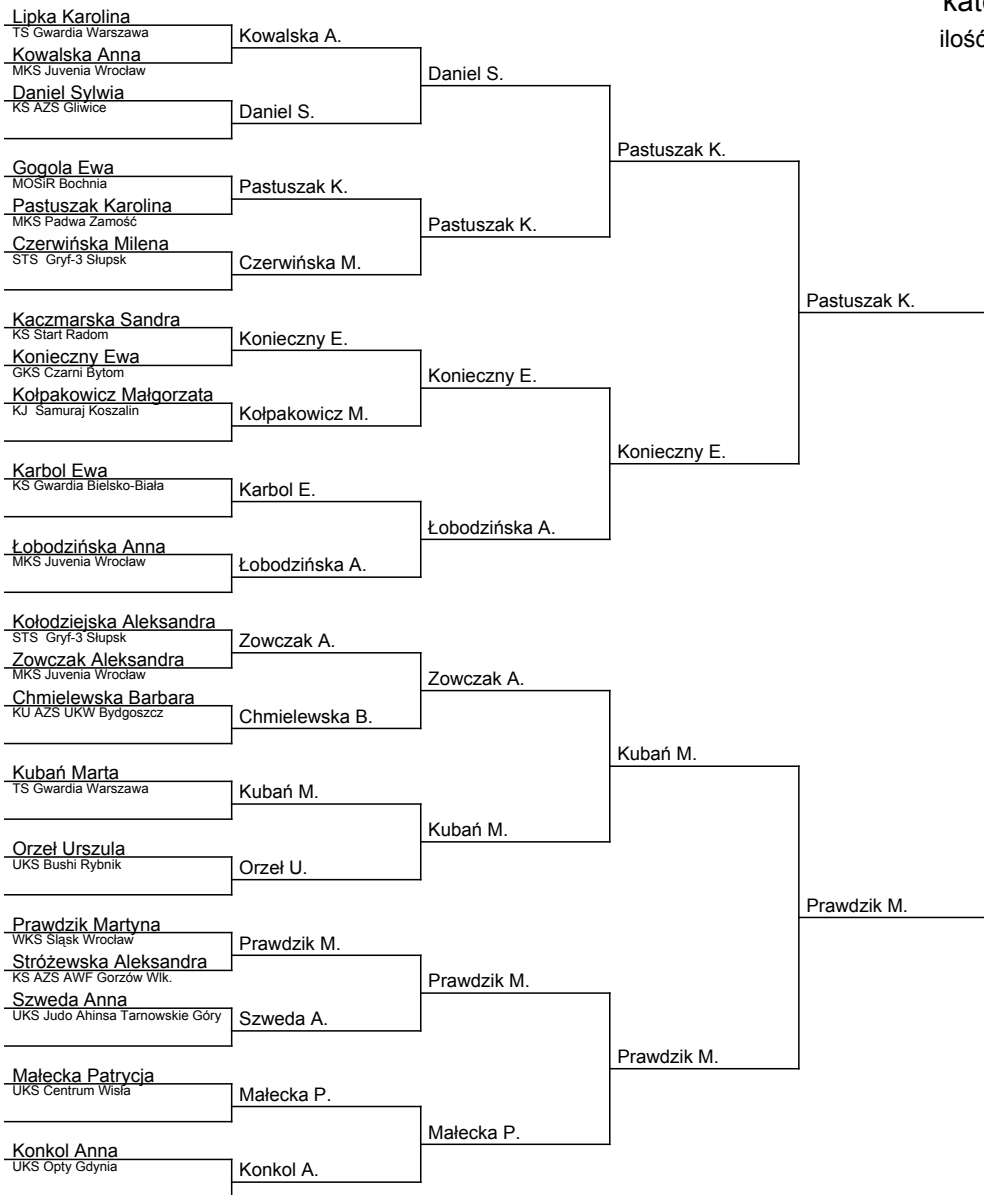 kat
ilość
Lipka Karolina
TS Gwardia Warszawa
Kowalska Anna
MKS Juvenia Wrocław
Daniel Sylwia
KS AZS Gliwice
Gogola Ewa
MOSiR Bochnia
Pastuszak Karolina
MKS Padwa Zamość
Czerwińska Milena
STS Gryf-3 Słupsk
Kaczmarska Sandra
KS Start Radom
Konieczny Ewa
GKS Czarni Bytom
Kołpakowicz Małgorzata
KJ Samuraj Koszalin
Karbol Ewa
KS Gwardia Bielsko-Biała
Łobodzińska Anna
MKS Juvenia Wrocław
Kołodziejska Aleksandra
STS Gryf-3 Słupsk
Zowczak Aleksandra
MKS Juvenia Wrocław
Chmielewska Barbara
KU AZS UKW Bydgoszcz
Kubań Marta
TS Gwardia Warszawa
Orzeł Urszula
UKS Bushi Rybnik
Prawdzik Martyna
WKS Śląsk Wrocław
Stróżewska Aleksandra
KS AZS AWF Gorzów Wlk.
Szweda Anna
UKS Judo Ahinsa Tarnowskie Góry
Małecka Patrycja
UKS Centrum Wisła
Konkol Anna
UKS Opty Gdynia
Kowalska A.
Daniel S.
Pastuszak K.
Czerwińska M.
Konieczny E.
Kołpakowicz M.
Karbol E.
Łobodzińska A.
Zowczak A.
Chmielewska B.
Kubań M.
Orzeł U.
Prawdzik M.
Szweda A.
Małecka P.
Konkol A.
Daniel S.
Pastuszak K.
Konieczny E.
Łobodzińska A.
Zowczak A.
Kubań M.
Prawdzik M.
Małecka P.
Pastuszak K.
Konieczny E.
Kubań M.
Prawdzik M.
Pastuszak K.
Prawdzik M.